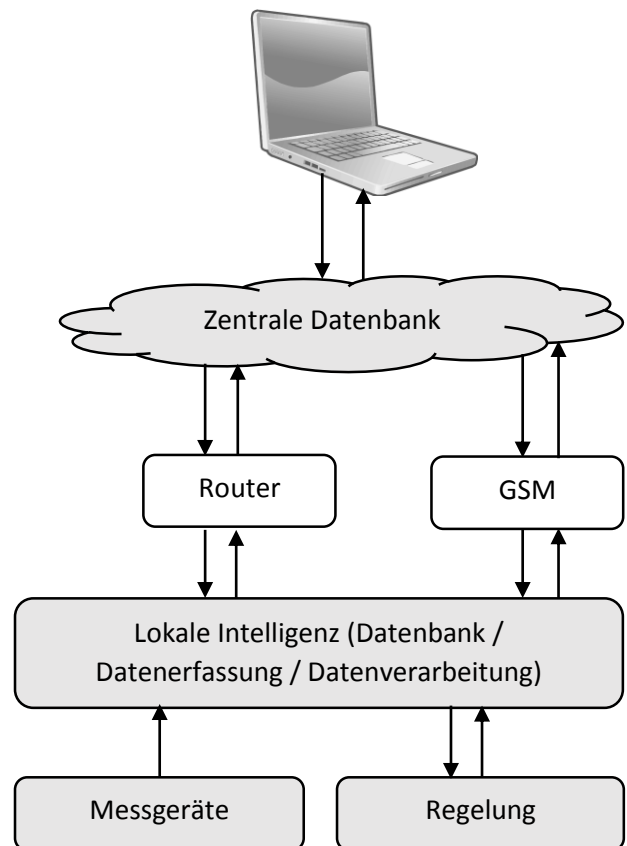 Zentrale Datenbank
Router
GSM
Lokale Intelligenz (Datenbank /
Datenerfassung / Datenverarbeitung)
Messgeräte
Regelung